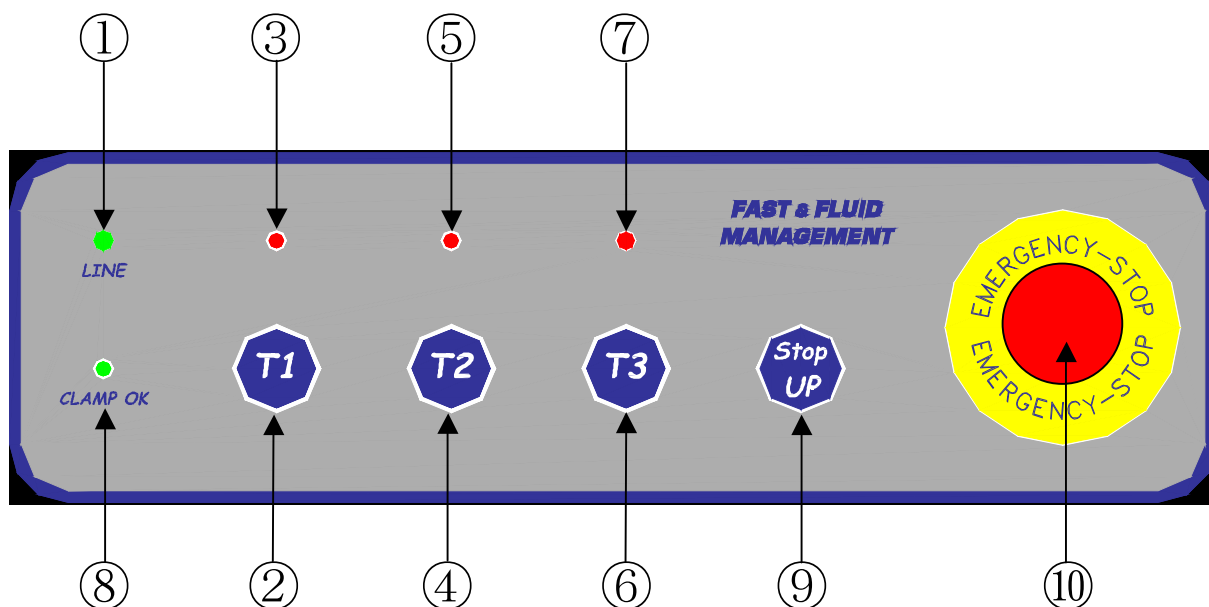 ① ③ ⑤ ⑦
FAST & FLUID
MANAGEMENT
LINE
EMERGENCY-STOP
T1 T2 T3 Stop
UP
CLAMP OK
EMERGENCY-STOP
⑧ ② ④ ⑥ ⑨ ⑩